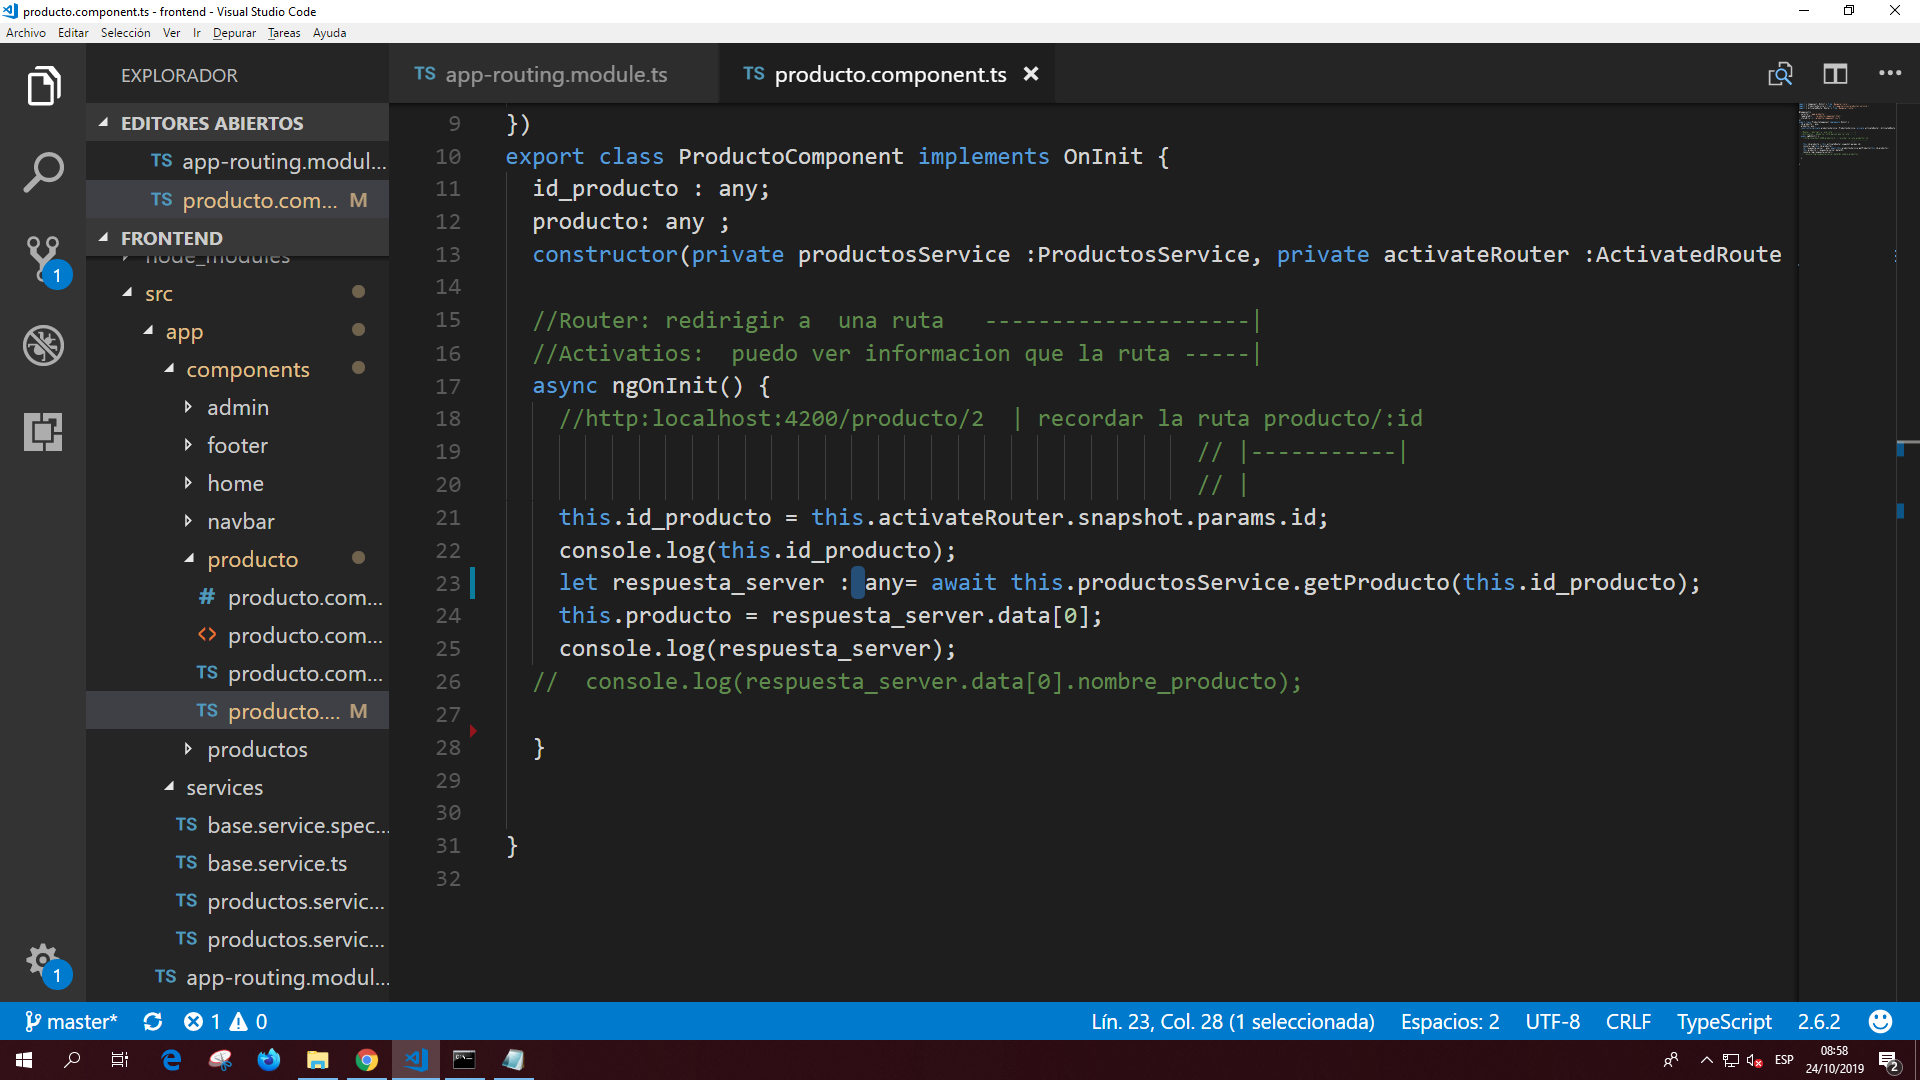 producto.component.ts - frontend - Visual Studio Code
Archivo Editar Selección Ver Ir Depurar Tareas Ayuda
EXPLORADOR
EDITORES ABIERTOS
TS app-routing.modul...
TS producto.com... M
FRONTEND
node_modules
src
app
components
admin
footer
home
navbar
producto
# producto.com...
<> producto.com...
TS producto.com...
TS producto.... M
productos
services
TS base.service.spec...
TS base.service.ts
TS productos.servic...
TS productos.servic...
TS app-routing.modul...
1
1
TS app-routing.module.ts
TS producto.component.ts
9 })
10 export class ProductoComponent implements OnInit {
11 id_producto : any;
12 producto: any ;
13 constructor(private productosService :ProductosService, private activateRouter :ActivatedRoute
14
15 //Router: redirigir a  una ruta   --------------------|
16 //Activatios:  puedo ver informacion que la ruta -----|
17 async ngOnInit() {
18 //http:localhost:4200/producto/2  | recordar la ruta producto/:id
19 // |-----------|
20 // |
21 this.id_producto = this.activateRouter.snapshot.params.id;
22 console.log(this.id_producto);
23 let respuesta_server : any= await this.productosService.getProducto(this.id_producto);
24 this.producto = respuesta_server.data[0];
25 console.log(respuesta_server);
26 //  console.log(respuesta_server.data[0].nombre_producto);
27
28 }
29
30
31 }
32
master* 1 0
Lín. 23, Col. 28 (1 seleccionada) Espacios: 2 UTF-8 CRLF TypeScript 2.6.2
ESP
08:58
24/10/2019
2